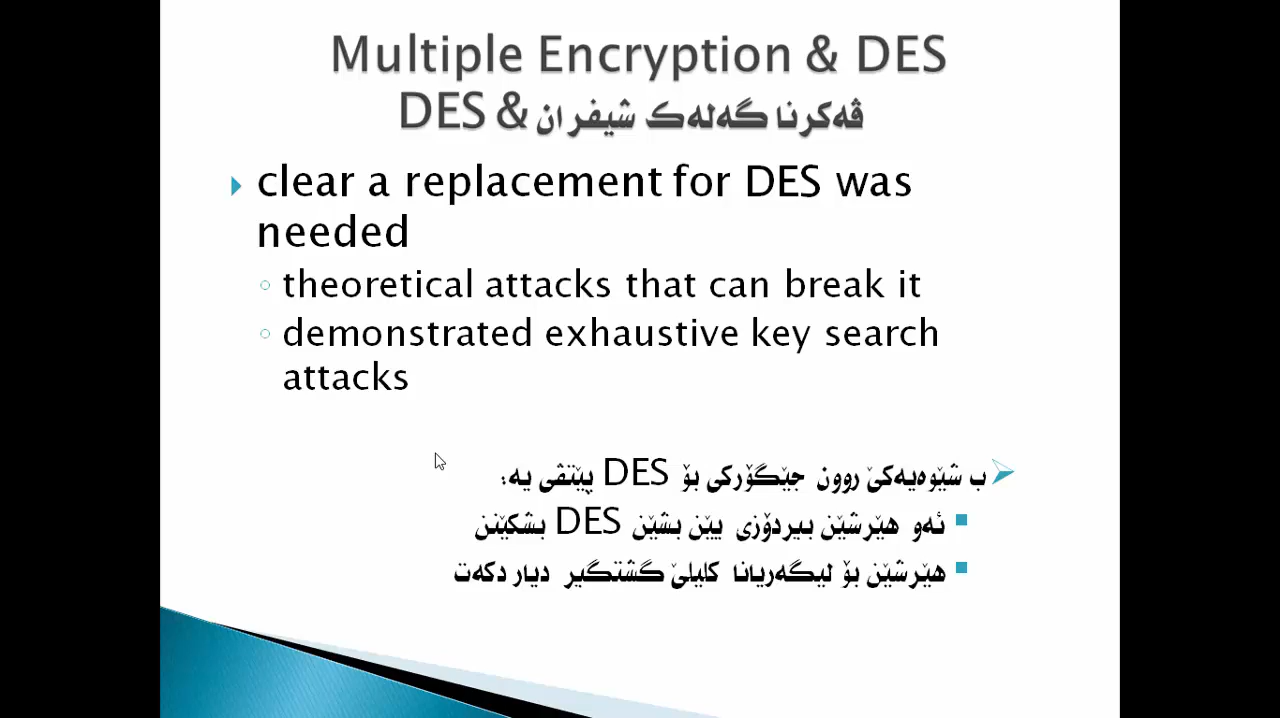 Multiple Encryption & DES
ڤەکرنا گەلەک شیفران & DES
clear a replacement for DES was
needed
theoretical attacks that can break it
demonstrated exhaustive key search
attacks
ب شێوەیەکێ روون جێگۆرکی بۆ DES پێتڤی یە؛
ئەو هێرشێن بیردۆزی یێن بشێن DES بشکێنن
هێرشێن بۆ لیگەریانا کلیلێ گشتگیر دیار دکەت